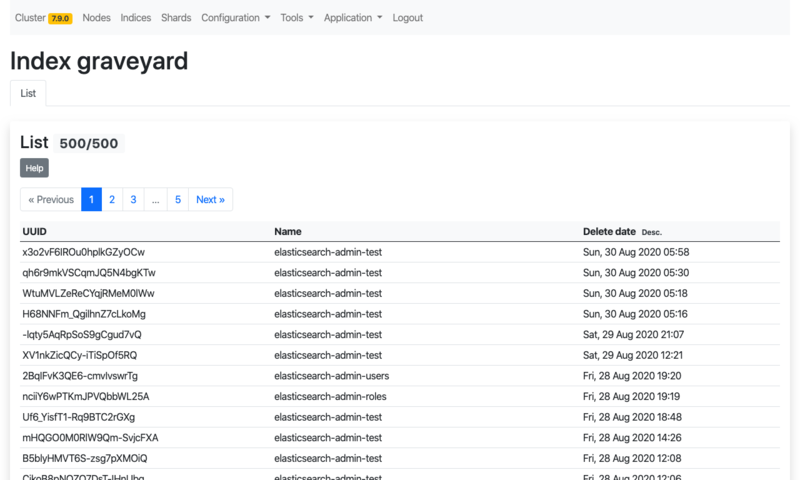 Cluster 7.9.0 Nodes Indices Shards Configuration Tools Application Logout
Index graveyard
List
List 500/500
Help
« Previous 1 2 3 ... 5 Next »
UUID Name Delete date Desc.
x3o2vF6lROu0hplkGZyOCw elasticsearch-admin-test Sun, 30 Aug 2020 05:58
qh6r9mkVSCqmJQ5N4bgKTw elasticsearch-admin-test Sun, 30 Aug 2020 05:30
WtuMVLZeReCYqjRMeM0lWw elasticsearch-admin-test Sun, 30 Aug 2020 05:18
H68NNFm_QgilhnZ7cLkoMg elasticsearch-admin-test Sun, 30 Aug 2020 05:16
-lqty5AqRpSoS9gCgud7vQ elasticsearch-admin-test Sat, 29 Aug 2020 21:07
XV1nkZicQCy-iTiSpOf5RQ elasticsearch-admin-test Sat, 29 Aug 2020 12:21
2BqlFvK3QE6-cmvlvswrTg elasticsearch-admin-users Fri, 28 Aug 2020 19:20
nciiY6wPTKmJPVQbbWL25A elasticsearch-admin-roles Fri, 28 Aug 2020 19:19
Uf6_YisfT1-Rq9BTC2rGXg elasticsearch-admin-test Fri, 28 Aug 2020 18:48
mHQGO0M0RlW9Qm-SvjcFXA elasticsearch-admin-test Fri, 28 Aug 2020 14:26
B5blyHMVT6S-zsg7pXMOiQ elasticsearch-admin-test Fri, 28 Aug 2020 12:08
elasticsearch-admin-test Fri, 28 Aug 2020 12:06